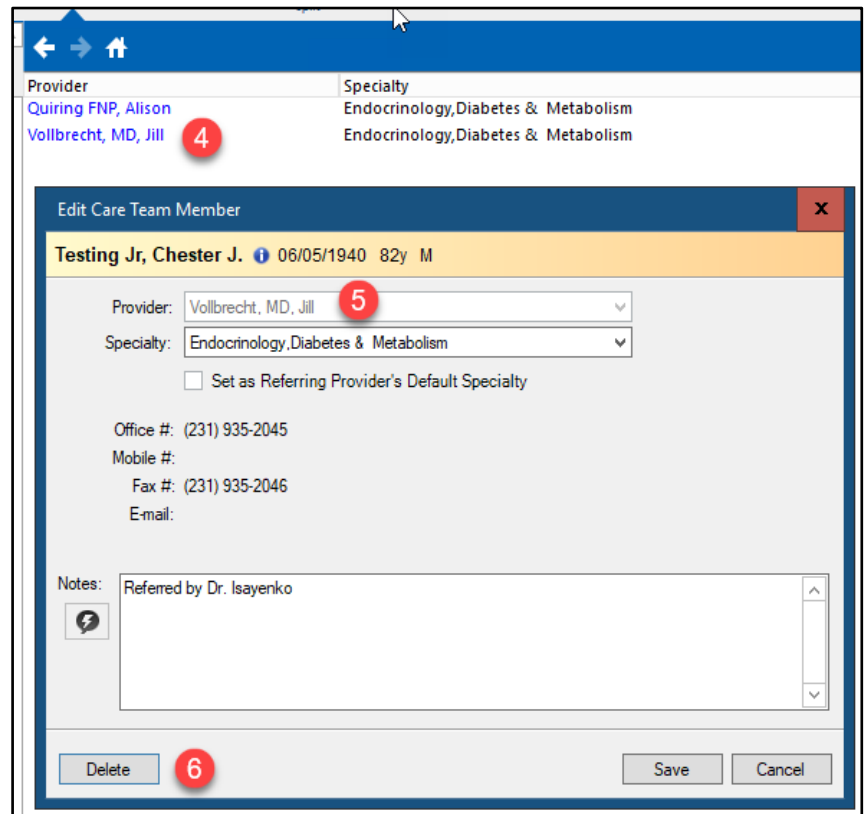 Provider Specialty
Quiring FNP, Alison Endocrinology,Diabetes & Metabolism
Vollbrecht, MD, Jill 4 Endocrinology,Diabetes & Metabolism
Edit Care Team Member x
Testing Jr, Chester J. i 06/05/1940 82y M
Provider: Vollbrecht, MD, Jill 5
Specialty: Endocrinology,Diabetes & Metabolism
Set as Referring Provider's Default Specialty
Office #: (231) 935-2045
Mobile #:
Fax #: (231) 935-2046
E-mail:
Notes: Referred by Dr. Isayenko
Delete 6 Save Cancel